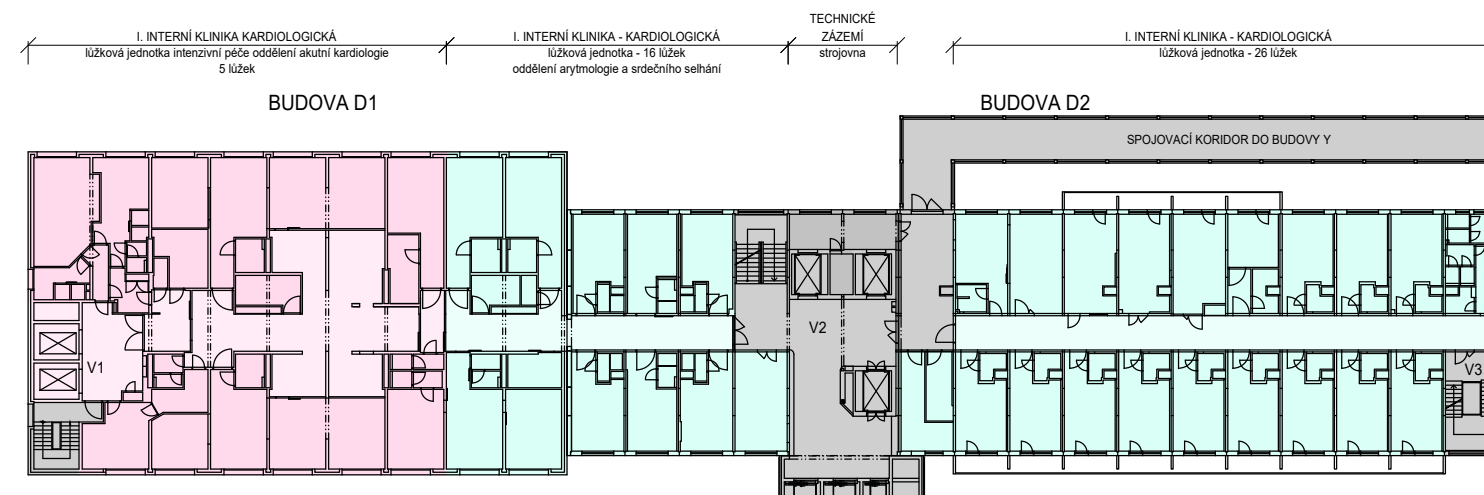 I. INTERNÍ KLINIKA KARDIOLOGICKÁ
lůžková jednotka intenzivní péče oddělení akutní kardiologie
5 lůžek
I. INTERNÍ KLINIKA - KARDIOLOGICKÁ
lůžková jednotka - 16 lůžek
oddělení arytmologie a srdečního selhání
TECHNICKÉ
ZÁZEMÍ
strojovna
I. INTERNÍ KLINIKA - KARDIOLOGICKÁ
lůžková jednotka - 26 lůžek
BUDOVA D1
BUDOVA D2
SPOJOVACÍ KORIDOR DO BUDOVY Y
V1
V2
V3